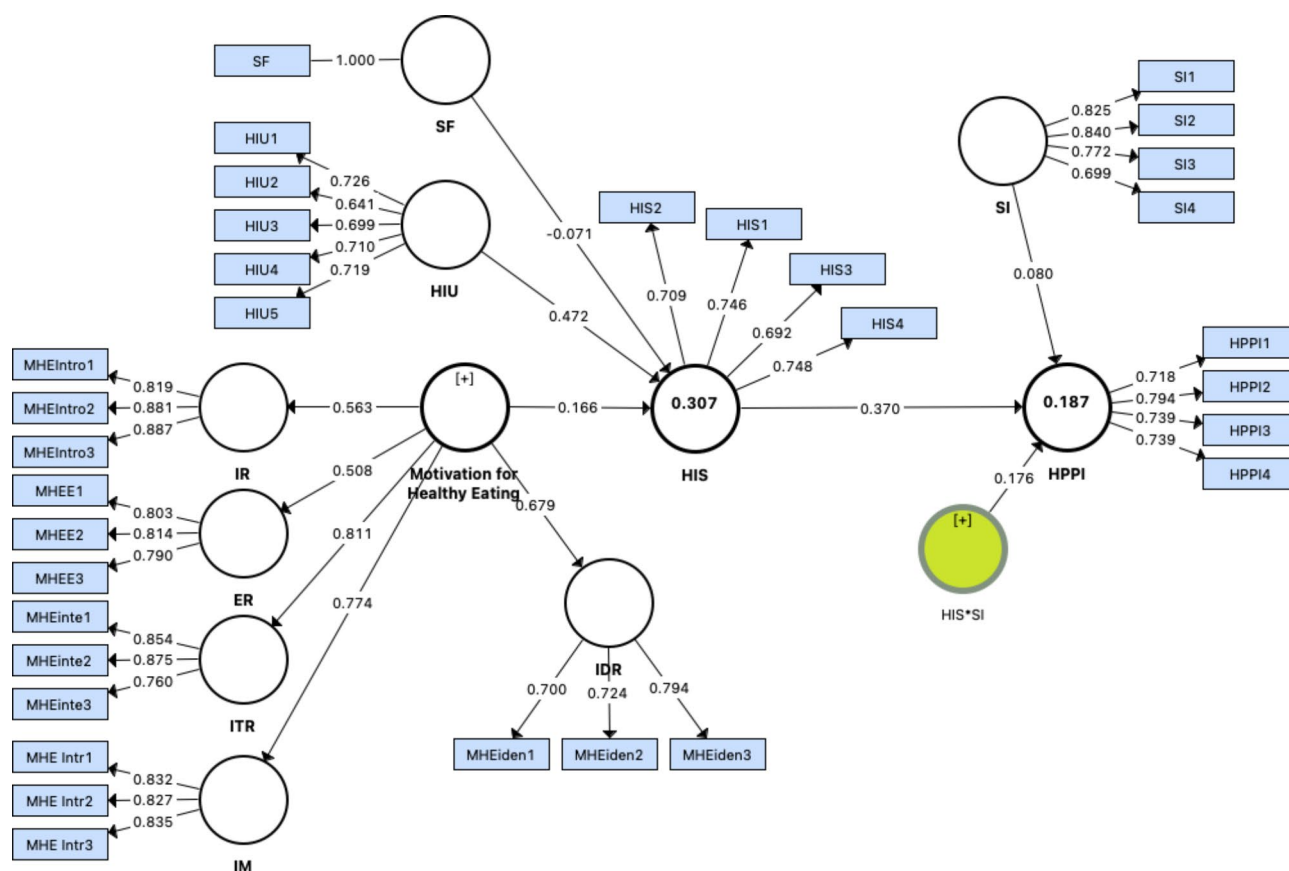 SF
1.000
SF
HIU1
HIU2
HIU3
HIU4
HIU5
0.726
0.641
0.699
0.710
0.719
HIU
-0.071
0.472
MHEIntro1
MHEIntro2
MHEIntro3
0.819
0.881
0.887
IR
0.563
MHEE1
MHEE2
MHEE3
0.803
0.814
0.790
ER
0.508
MHEinte1
MHEinte2
MHEinte3
0.854
0.875
0.760
ITR
0.811
MHE Intr1
MHE Intr2
MHE Intr3
0.832
0.827
0.835
IM
0.774
[+]
Motivation for
Healthy Eating
0.679
0.166
IDR
0.700
0.724
0.794
MHEiden1
MHEiden2
MHEiden3
HIS2
HIS1
HIS3
HIS4
0.709
0.746
0.692
0.748
0.307
HIS
0.370
SI
0.825
0.840
0.772
0.699
SI1
SI2
SI3
SI4
0.080
0.187
HPPI
0.718
0.794
0.739
0.739
HPPI1
HPPI2
HPPI3
HPPI4
0.176
[+]
HIS*SI